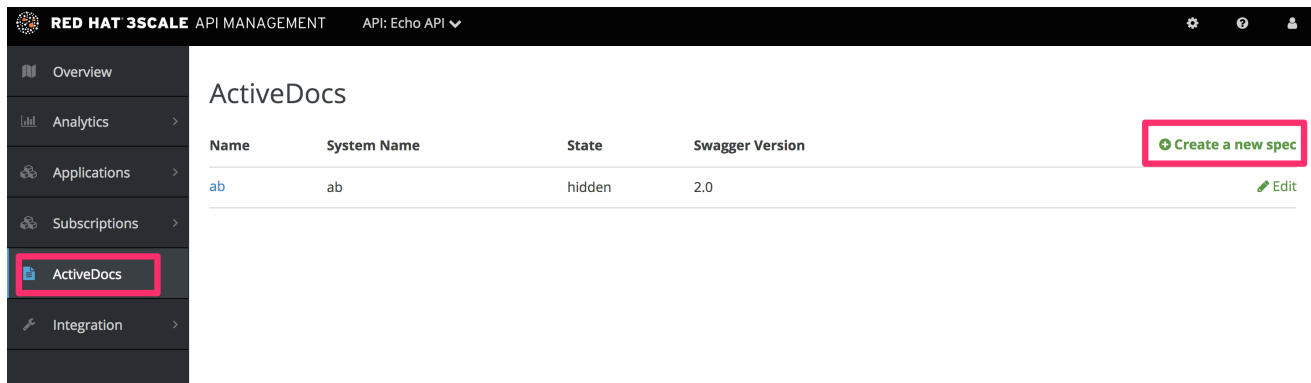 RED HAT 3SCALE API MANAGEMENT API: Echo API
Overview
Analytics
Applications
Subscriptions
ActiveDocs
Integration
ActiveDocs
Name System Name State Swagger Version Create a new spec
ab ab hidden 2.0 Edit